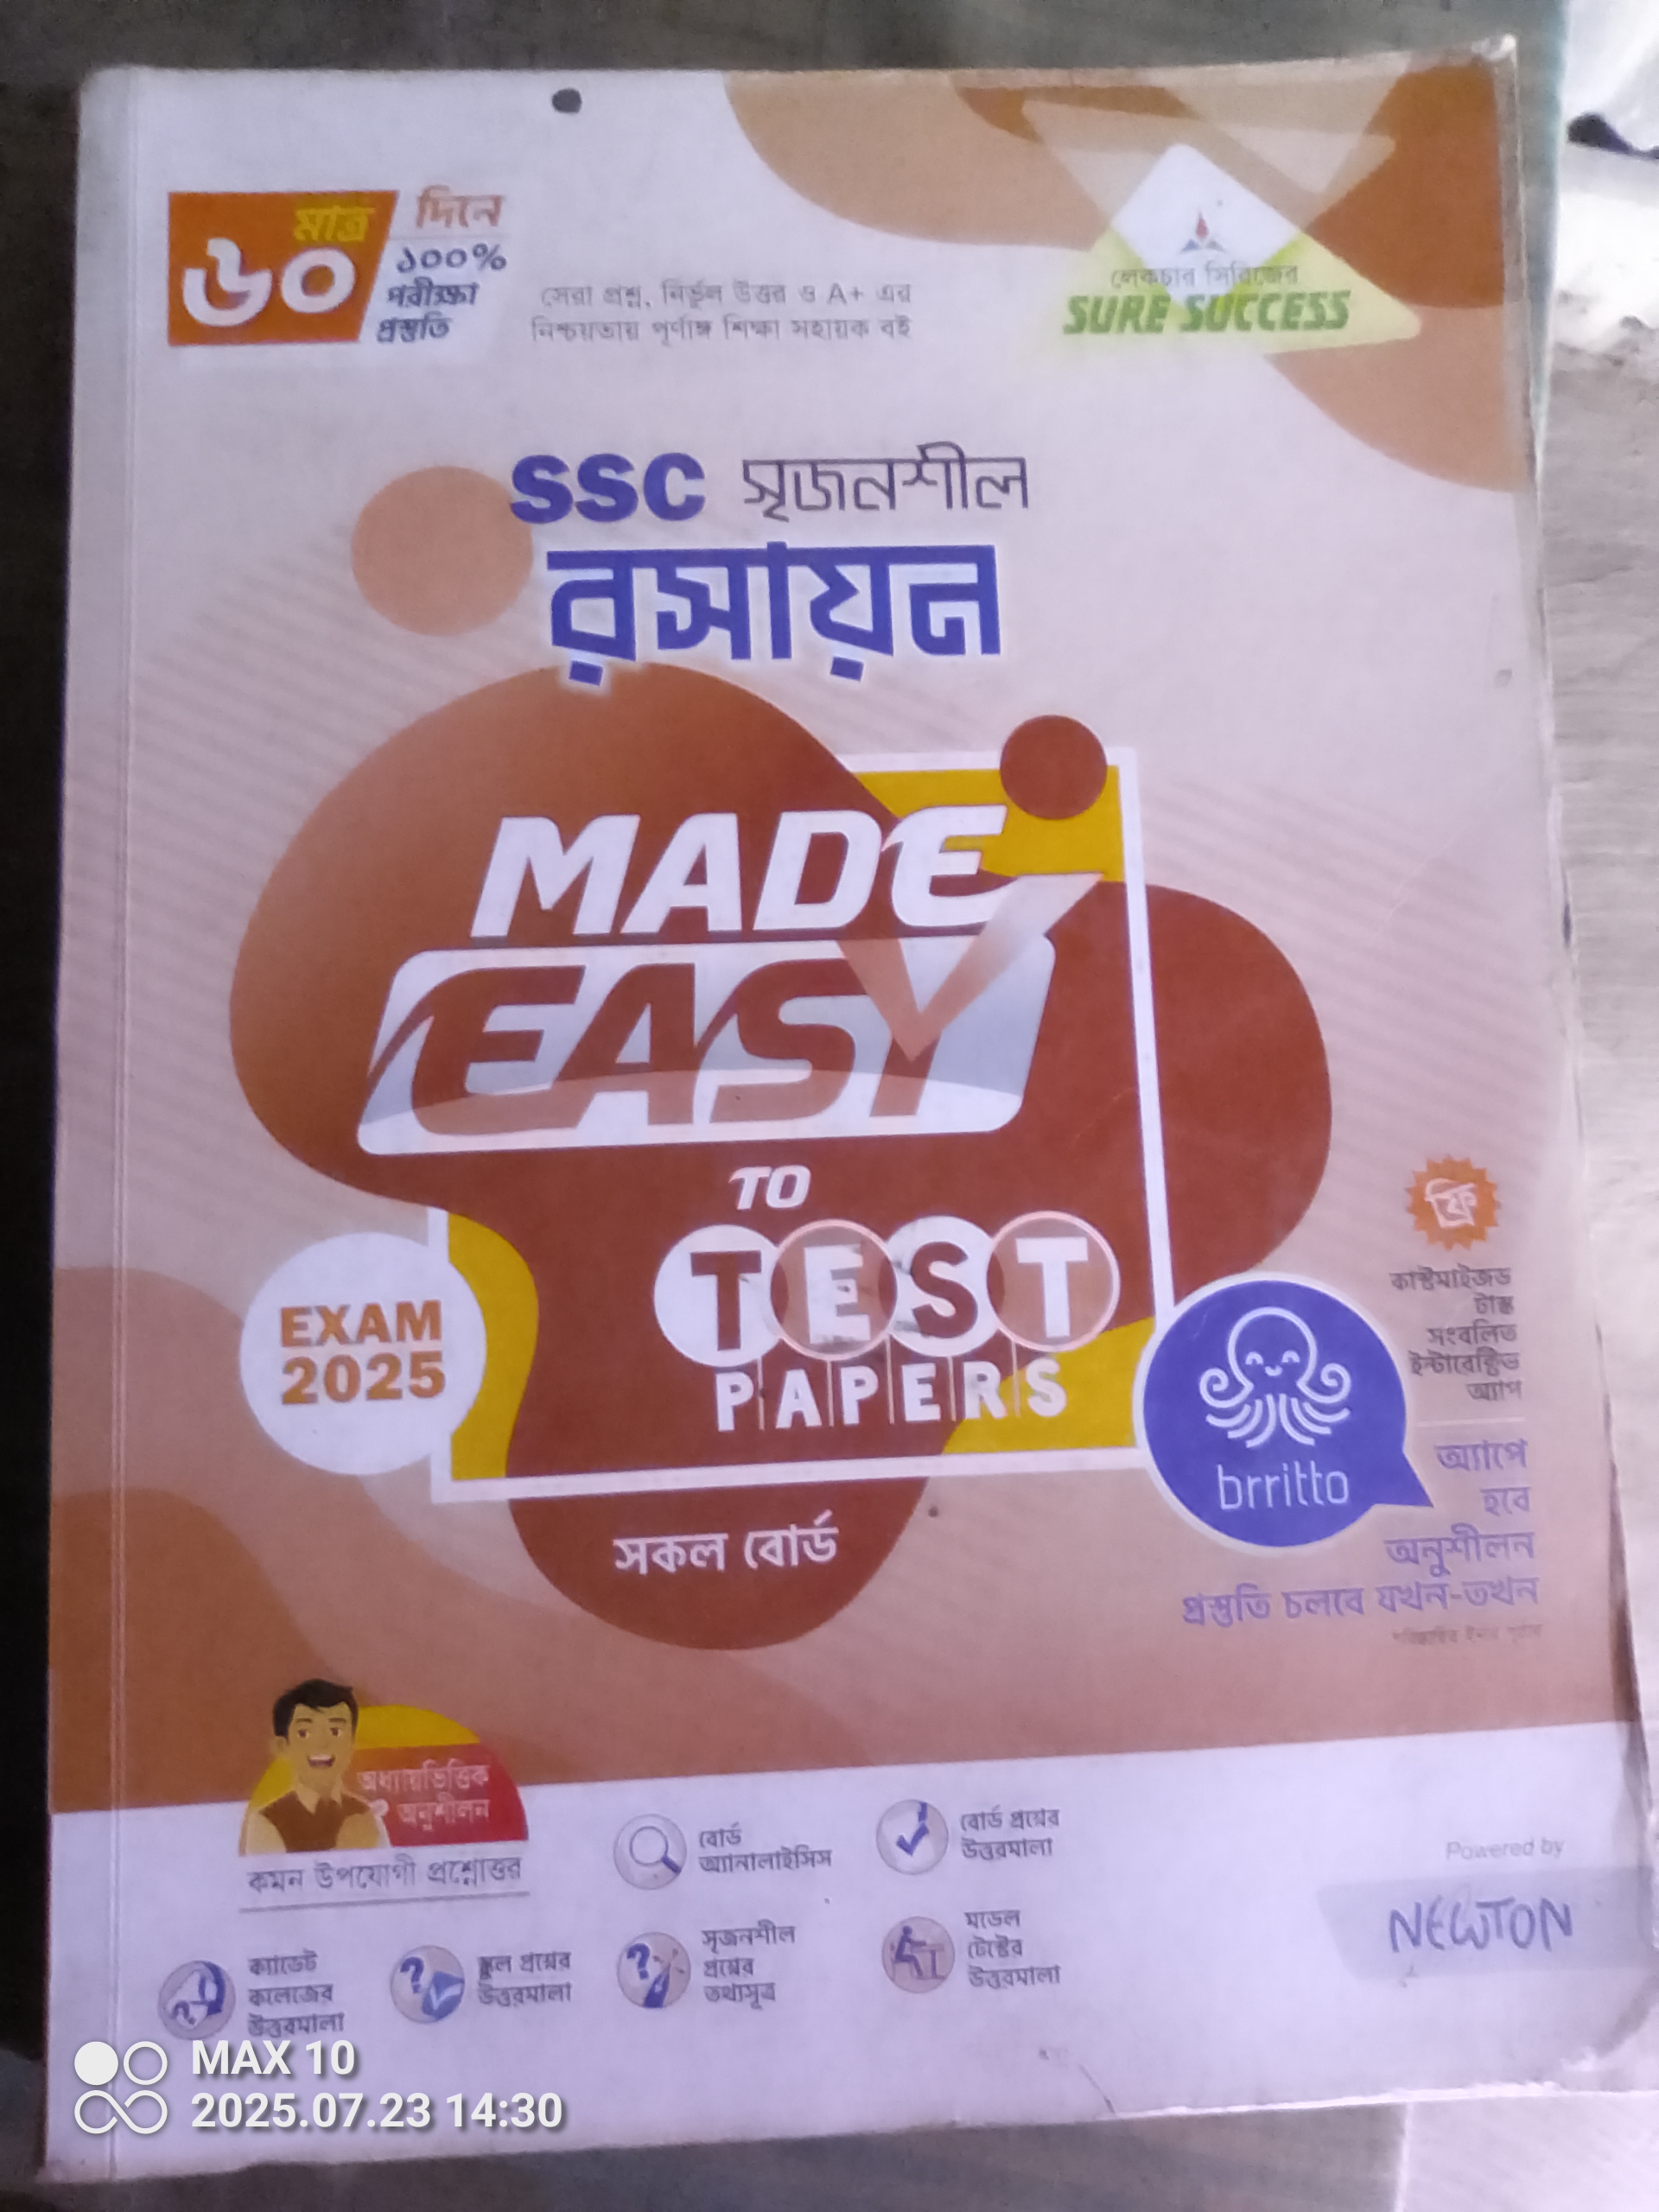 মাত্র
৬০
দিনে
১০০%
পরীক্ষা
প্রস্তুতি
সেরা প্রশ্ন, নির্ভুল উত্তর ও A+ এর
নিশ্চয়তায় পূর্ণাঙ্গ শিক্ষা সহায়ক বই
লেকচার সিরিজের
SURE SUCCESS
SSC সৃজনশীল
রসায়ন
MADE
EASY
TO
TEST
PAPERS
EXAM
2025
সকল বোর্ড
ফ্রি
কাস্টমাইজড
টাস্ক
সংবলিত
ইন্টারেক্টিভ
অ্যাপ
brritto
অ্যাপে
হবে
অনুশীলন
প্রস্তুতি চলবে যখন-তখন
অধ্যায়ভিত্তিক
অনুশীলন
কমন উপযোগী প্রশ্নোত্তর
বোর্ড
অ্যানালাইসিস
বোর্ড প্রশ্নের
উত্তরমালা
ক্যাডেট
কলেজের
উত্তরমালা
স্কুল প্রশ্নের
উত্তরমালা
সৃজনশীল
প্রশ্নের
তথ্যসূত্র
মডেল
টেস্টের
উত্তরমালা
Powered by
NEWTON
MAX 10
2025.07.23 14:30